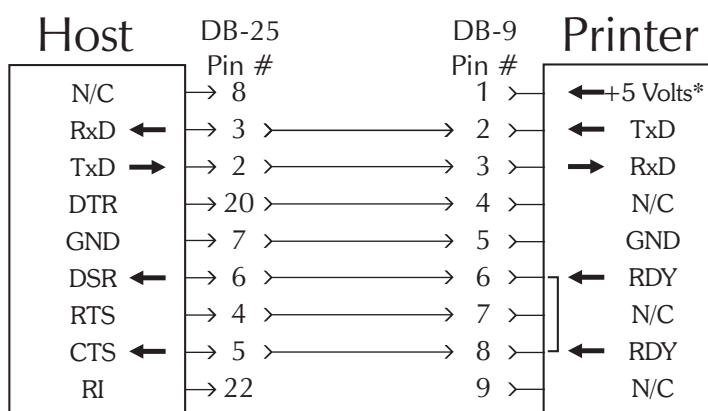 Host DB-25 DB-9 Printer
Pin # Pin #
N/C 8 1 +5 Volts*
RxD 3 2 TxD
TxD 2 3 RxD
DTR 20 4 N/C
GND 7 5 GND
DSR 6 6 RDY
RTS 4 7 N/C
CTS 5 8 RDY
RI 22 9 N/C